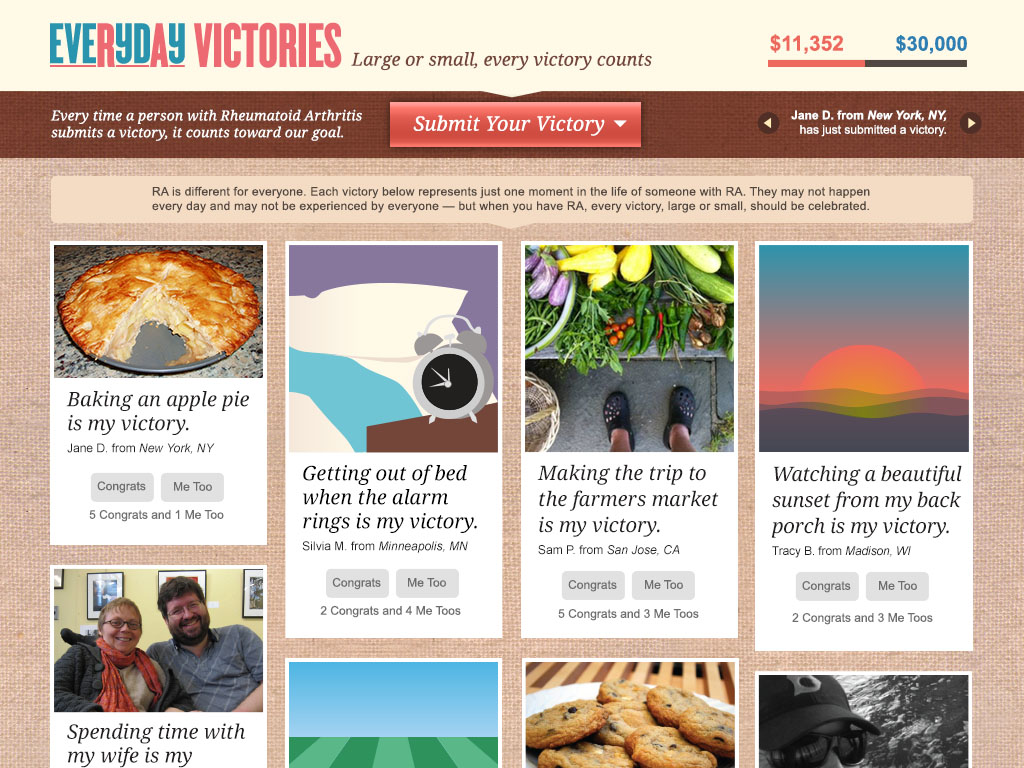 EVERYDAY VICTORIES Large or small, every victory counts
$11,352 $30,000
Every time a person with Rheumatoid Arthritis
submits a victory, it counts toward our goal.
Submit Your Victory
Jane D. from New York, NY,
has just submitted a victory.
RA is different for everyone. Each victory below represents just one moment in the life of someone with RA. They may not happen
every day and may not be experienced by everyone — but when you have RA, every victory, large or small, should be celebrated.
Baking an apple pie
is my victory.
Jane D. from New York, NY
Congrats Me Too
5 Congrats and 1 Me Too
Getting out of bed
when the alarm
rings is my victory.
Silvia M. from Minneapolis, MN
Congrats Me Too
2 Congrats and 4 Me Toos
Making the trip to
the farmers market
is my victory.
Sam P. from San Jose, CA
Congrats Me Too
5 Congrats and 3 Me Toos
Watching a beautiful
sunset from my back
porch is my victory.
Tracy B. from Madison, WI
Congrats Me Too
2 Congrats and 3 Me Toos
Spending time with
my wife is my